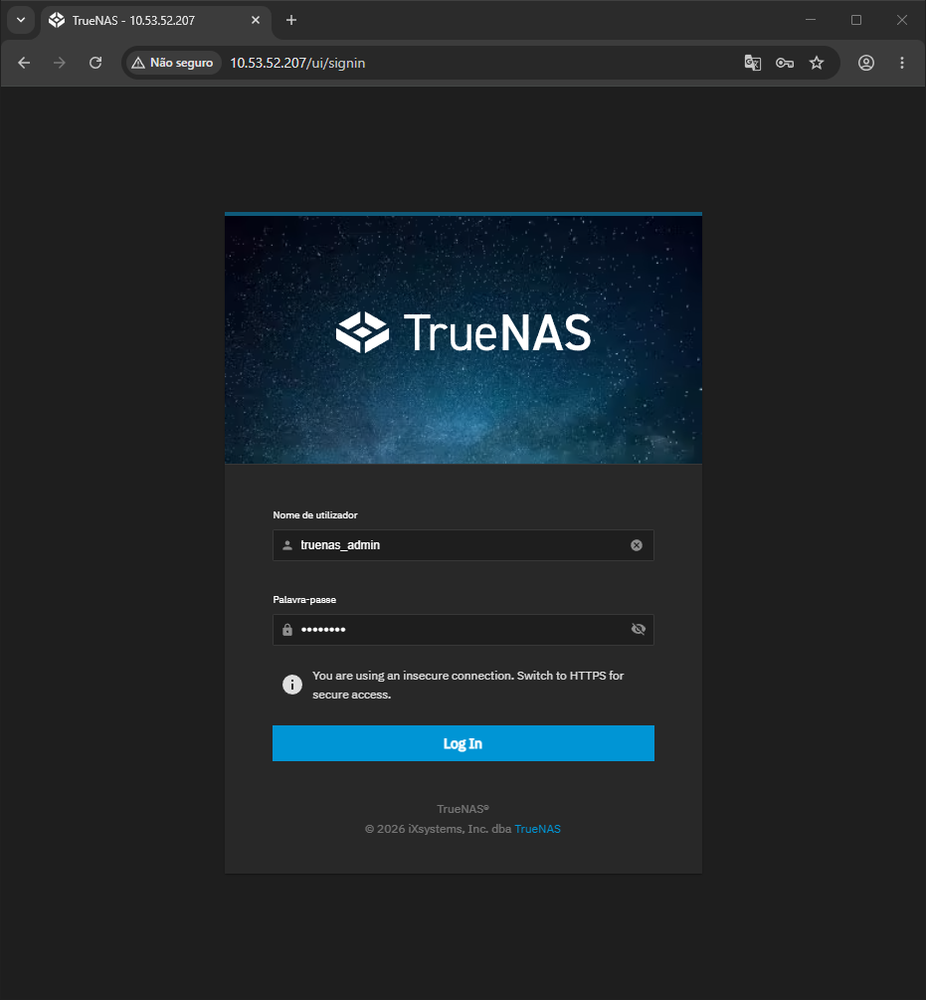 TrueNAS - 10.53.52.207
Não seguro 10.53.52.207/ui/signin
TrueNAS
Nome de utilizador
truenas_admin
Palavra-passe
••••••••
You are using an insecure connection. Switch to HTTPS for
secure access.
Log In
TrueNAS®
© 2026 iXsystems, Inc. dba TrueNAS